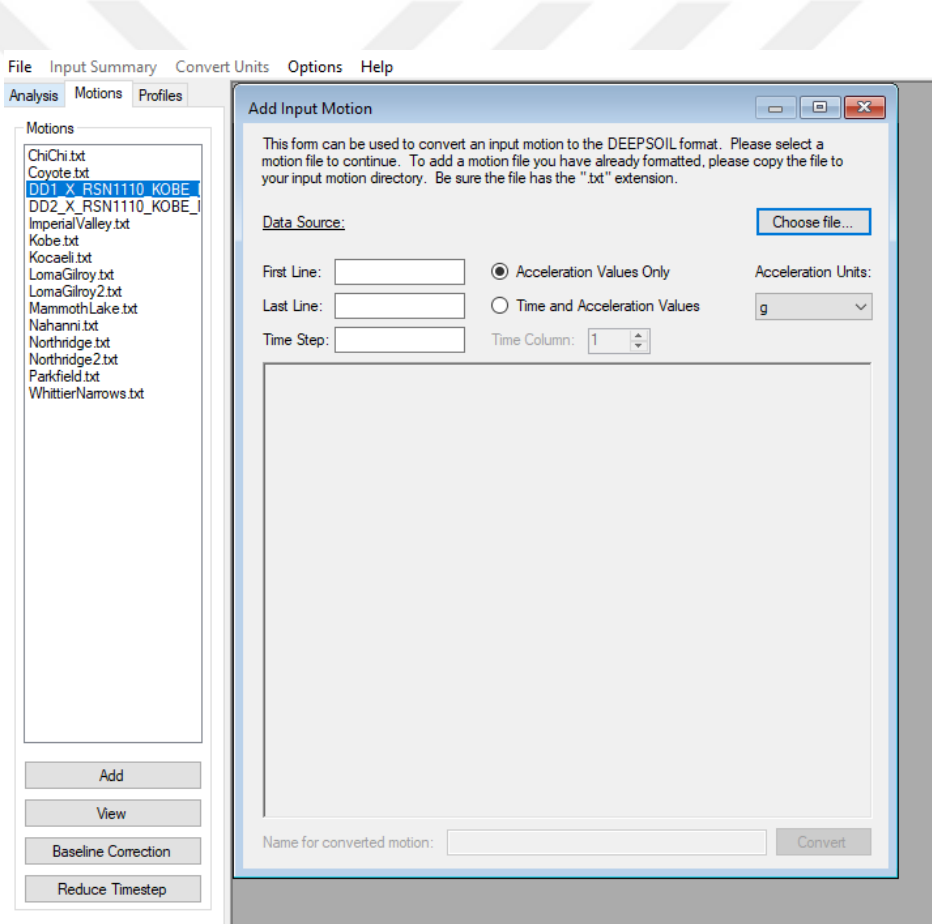 File Input Summary Convert Units Options Help
Analysis Motions Profiles
Motions
ChiChi.txt
Coyote.txt
DD1_X_RSN1110_KOBE_
DD2_X_RSN1110_KOBE_
ImperialValley.txt
Kobe.txt
Kocaeli.txt
LomaGilroy.txt
LomaGilroy2.txt
MammothLake.txt
Nahanni.txt
Northridge.txt
Northridge2.txt
Parkfield.txt
WhittierNarrows.txt
Add
View
Baseline Correction
Reduce Timestep
Add Input Motion
This form can be used to convert an input motion to the DEEPSOIL format. Please select a
motion file to continue. To add a motion file you have already formatted, please copy the file to
your input motion directory. Be sure the file has the ".txt" extension.
Data Source:
Choose file...
First Line:
Acceleration Values Only
Acceleration Units:
Last Line:
Time and Acceleration Values
g
Time Step:
Time Column: 1
Name for converted motion:
Convert